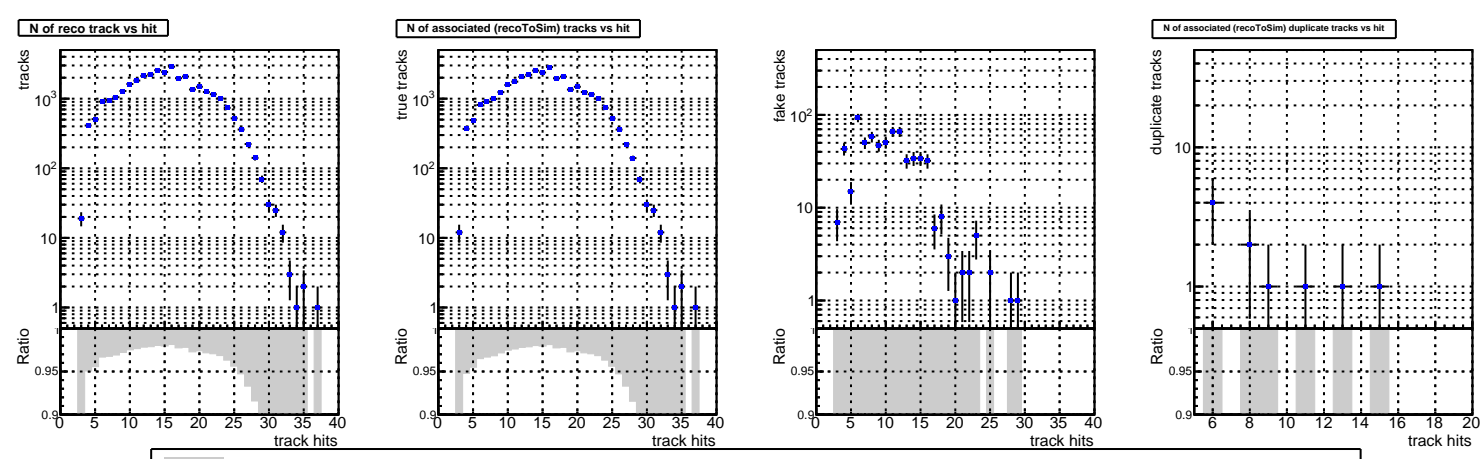 N of reco track vs hit
tracks
10³
10²
10
1
Ratio
1
0.95
0.9
0 5 10 15 20 25 30 35 40
track hits
N of associated (recoToSim) tracks vs hit
true tracks
10³
10²
10
1
Ratio
1
0.95
0.9
0 5 10 15 20 25 30 35 40
track hits
fake tracks
10²
10
1
Ratio
1
0.95
0.9
0 5 10 15 20 25 30 35 40
track hits
N of associated (recoToSim) duplicate tracks vs hit
duplicate tracks
10
1
Ratio
1
0.95
0.9
6 8 10 12 14 16 18 20
track hits